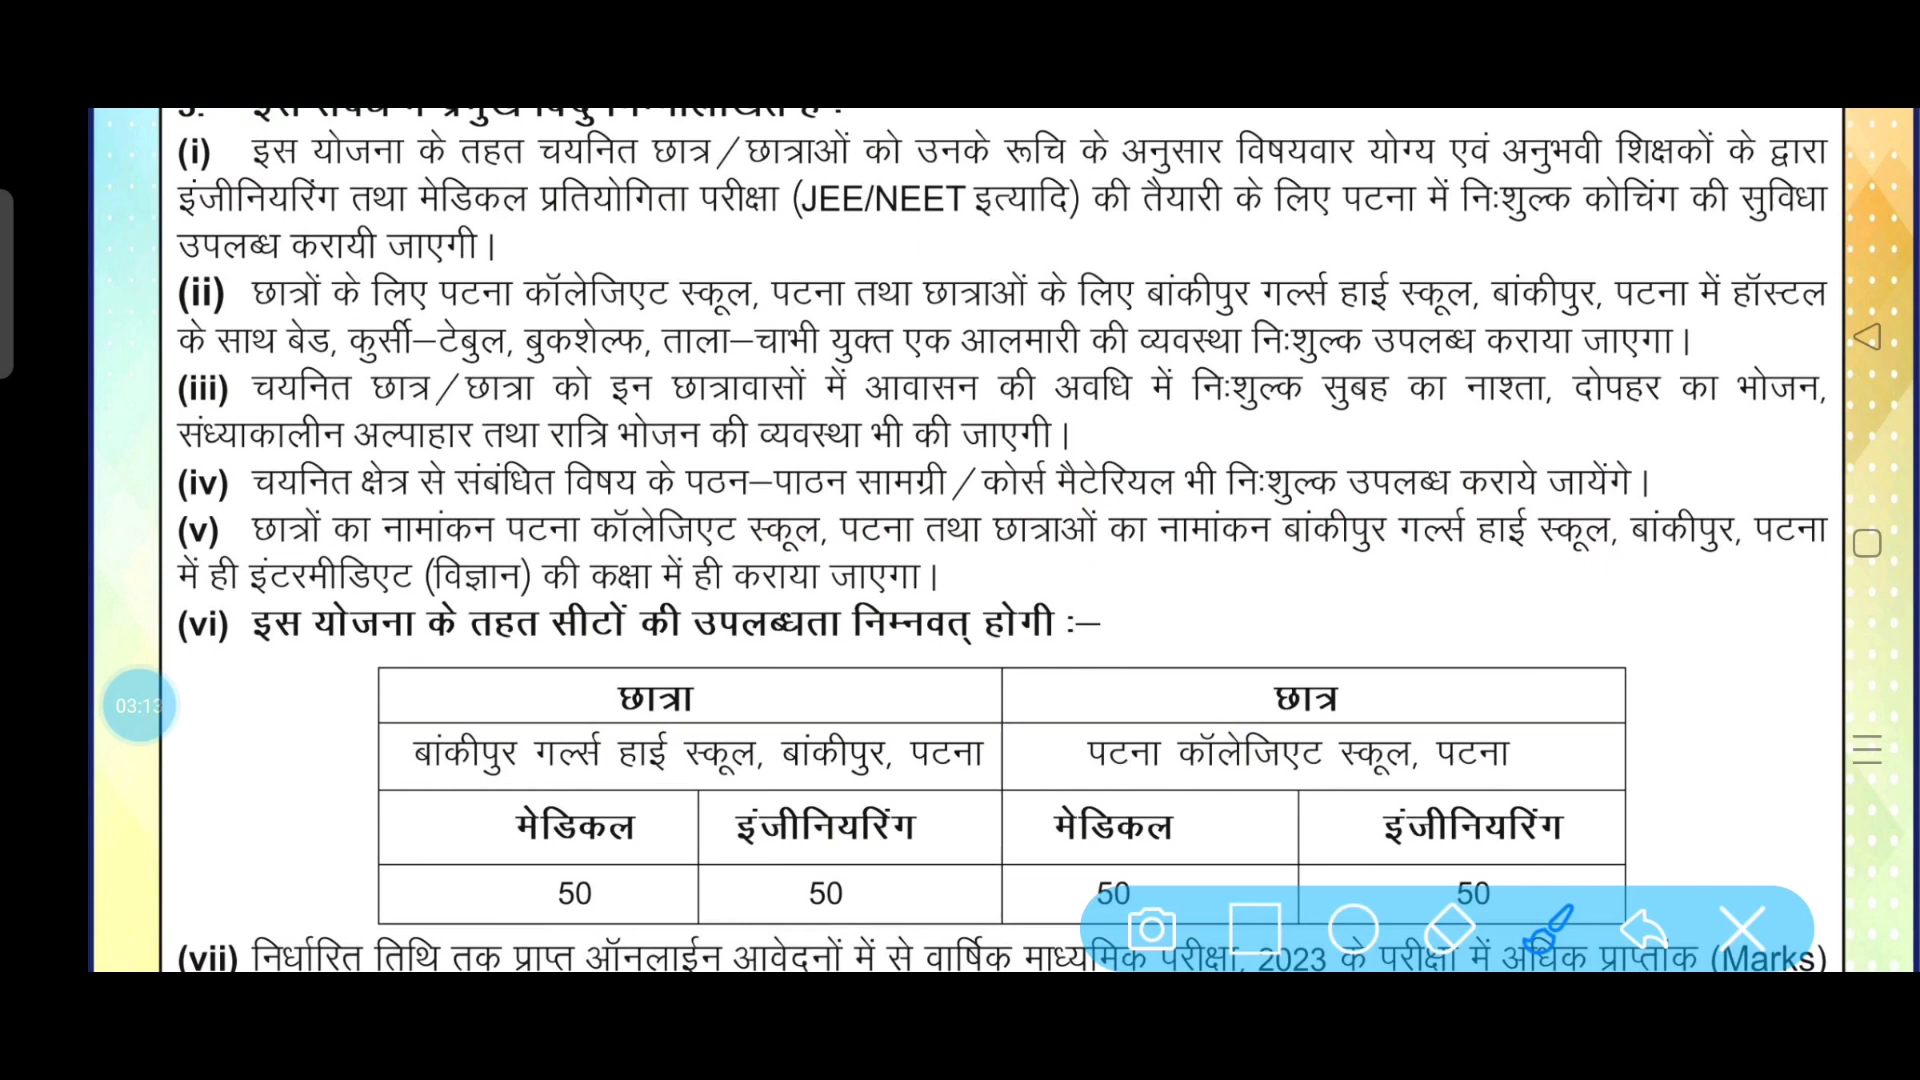 (i) इस योजना के तहत चयनित छात्र/छात्राओं को उनके रूचि के अनुसार विषयवार योग्य एवं अनुभवी शिक्षकों के द्वारा
इंजीनियरिंग तथा मेडिकल प्रतियोगिता परीक्षा (JEE/NEET इत्यादि) की तैयारी के लिए पटना में निःशुल्क कोचिंग की सुविधा
उपलब्ध करायी जाएगी।
(ii) छात्रों के लिए पटना कॉलेजिएट स्कूल, पटना तथा छात्राओं के लिए बांकीपुर गर्ल्स हाई स्कूल, बांकीपुर, पटना में हॉस्टल
के साथ बेड, कुर्सी–टेबुल, बुकशेल्फ, ताला–चाभी युक्त एक आलमारी की व्यवस्था निःशुल्क उपलब्ध कराया जाएगा।
(iii) चयनित छात्र/छात्रा को इन छात्रावासों में आवासन की अवधि में निःशुल्क सुबह का नाश्ता, दोपहर का भोजन,
संध्याकालीन अल्पाहार तथा रात्रि भोजन की व्यवस्था भी की जाएगी।
(iv) चयनित क्षेत्र से संबंधित विषय के पठन–पाठन सामग्री/कोर्स मैटेरियल भी निःशुल्क उपलब्ध कराये जायेंगे।
(v) छात्रों का नामांकन पटना कॉलेजिएट स्कूल, पटना तथा छात्राओं का नामांकन बांकीपुर गर्ल्स हाई स्कूल, बांकीपुर, पटना
में ही इंटरमीडिएट (विज्ञान) की कक्षा में ही कराया जाएगा।
(vi) इस योजना के तहत सीटों की उपलब्धता निम्नवत् होगी :–
छात्रा छात्र
03:13
बांकीपुर गर्ल्स हाई स्कूल, बांकीपुर, पटना पटना कॉलेजिएट स्कूल, पटना
मेडिकल इंजीनियरिंग मेडिकल इंजीनियरिंग
50 50 50 50
(vii) निर्धारित तिथि तक प्राप्त ऑनलाईन आवेदनों में से वार्षिक माध्यमिक परीक्षा, 2023 के परीक्षा में अधिक प्राप्तांक (Marks)